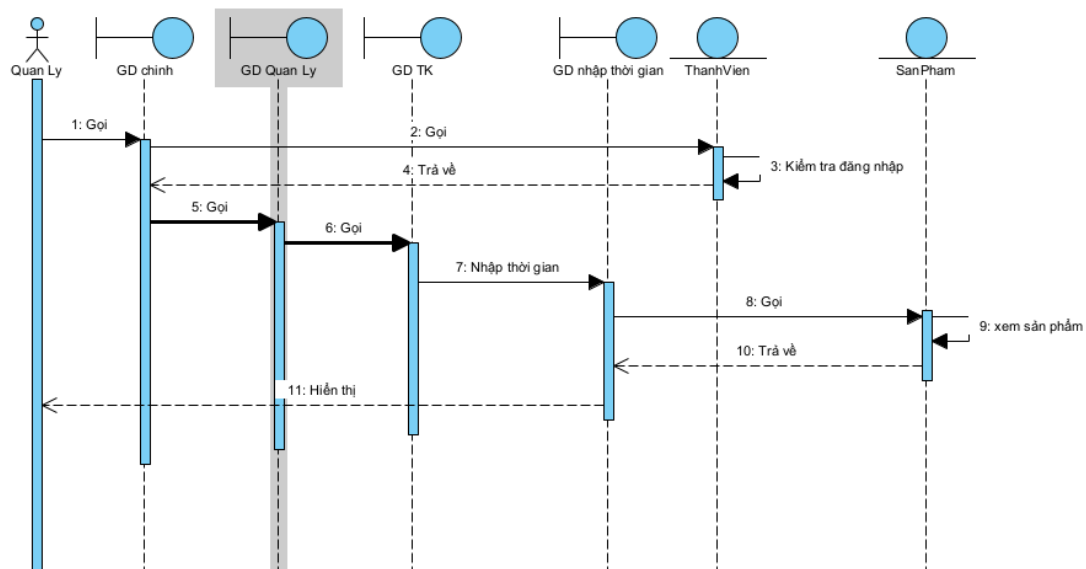 Quan Ly
GD chinh
GD Quan Ly
GD TK
GD nhập thời gian
ThanhVien
SanPham
1: Gọi
2: Gọi
3: Kiểm tra đăng nhập
4: Trả về
5: Gọi
6: Gọi
7: Nhập thời gian
8: Gọi
9: xem sản phẩm
10: Trả về
11: Hiển thị